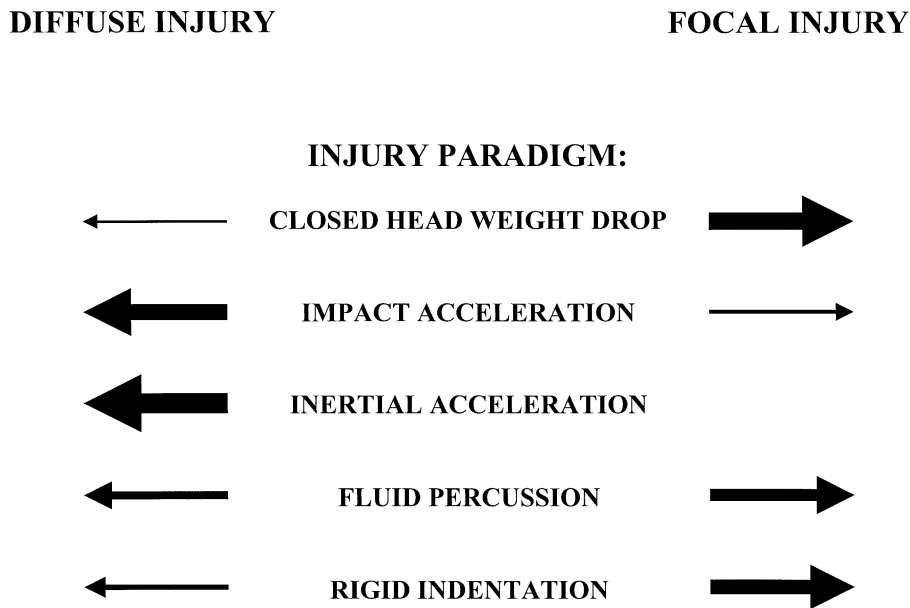 DIFFUSE INJURY
FOCAL INJURY
INJURY PARADIGM:
CLOSED HEAD WEIGHT DROP
IMPACT ACCELERATION
INERTIAL ACCELERATION
FLUID PERCUSSION
RIGID INDENTATION